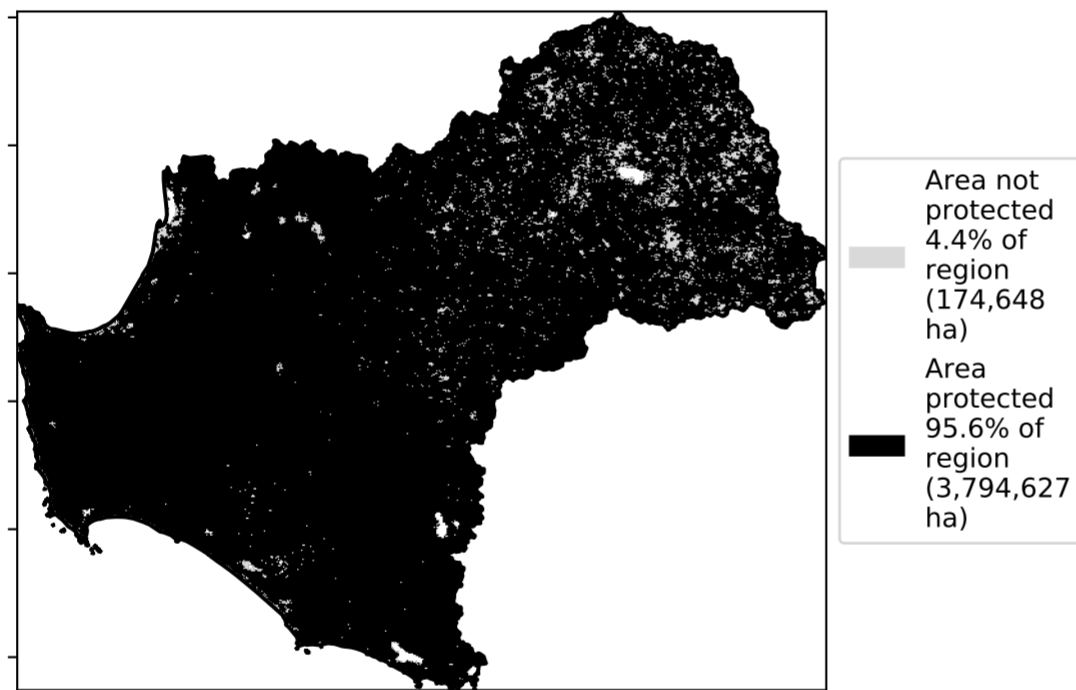 Area not
protected
4.4% of
region
(174,648
ha)
Area
protected
95.6% of
region
(3,794,627
ha)